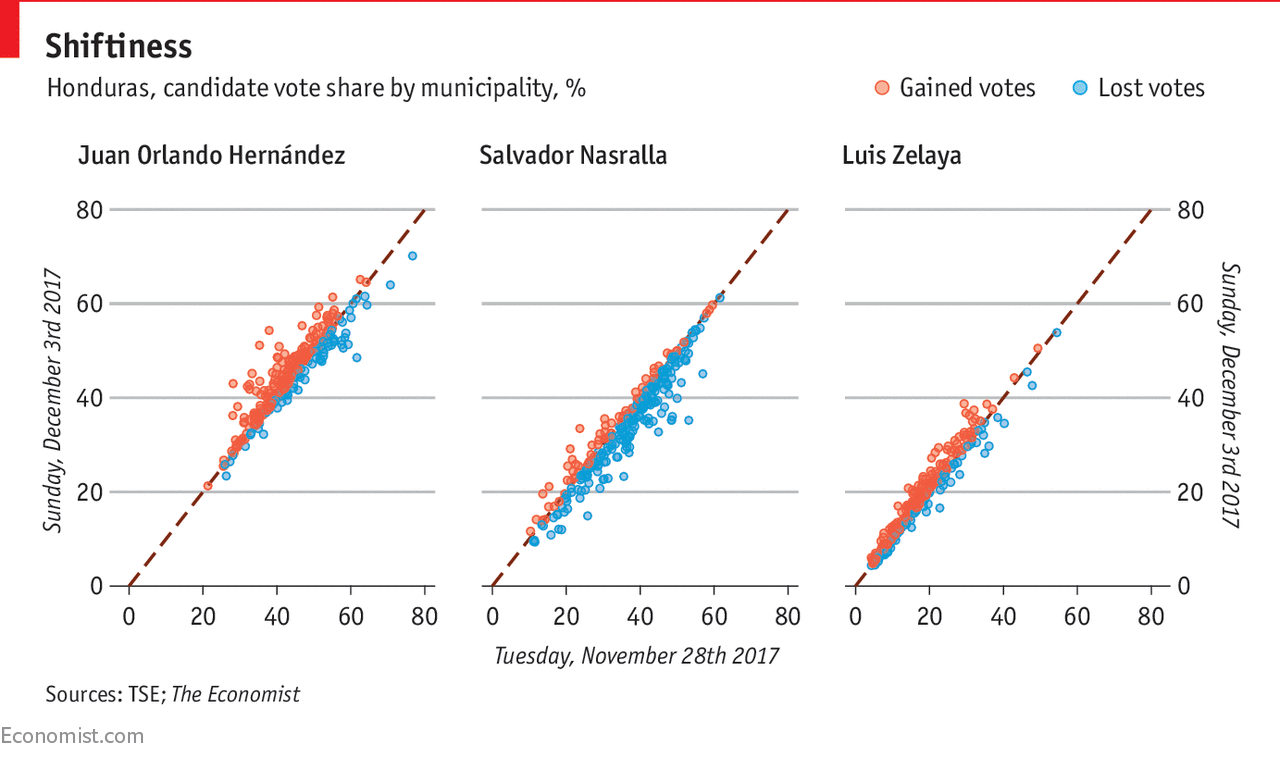 Shiftiness
Honduras, candidate vote share by municipality, %
Gained votes
Lost votes
Juan Orlando Hernández
Salvador Nasralla
Luis Zelaya
Sunday, December 3rd 2017
80
60
40
20
0
0 20 40 60 80
0 20 40 60 80
0 20 40 60 80
80
60
40
20
0
Sunday, December 3rd 2017
Tuesday, November 28th 2017
Sources: TSE; The Economist
Economist.com